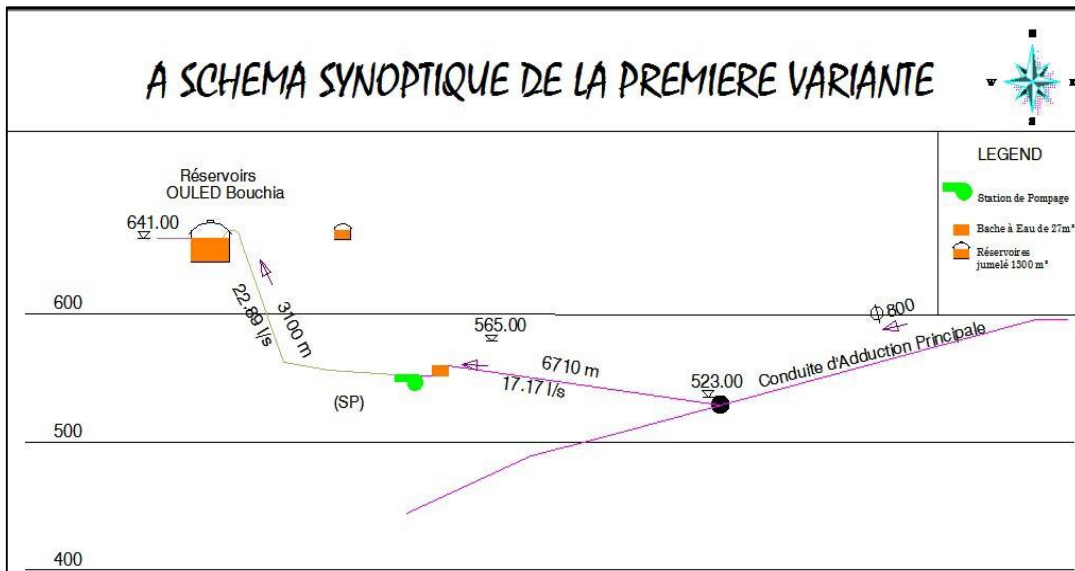 A SCHEMA SYNOPTIQUE DE LA PREMIERE VARIANTE
LEGEND
Station de Pompage
Bache à Eau de 27m³
Réservoires
jumelé 1300 m³
Réservoirs
OULED Bouchia
641.00
3100 m
22.89 l/s
600
565.00
ϕ800
Conduite d'Adduction Principale
6710 m
17.17 l/s
523.00
(SP)
500
400